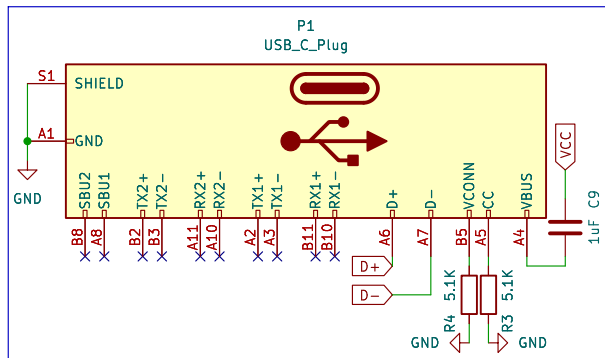 P1
USB_C_Plug
S1
SHIELD
A1
GND
GND
SBU2
SBU1
TX2+
TX2-
RX2+
RX2-
TX1+
TX1-
RX1+
RX1-
D+
D-
VCONN
CC
VBUS
B8
A8
B2
B3
A11
A10
A2
A3
B11
B10
A6
A7
B5
A5
A4
VCC
C9
1uF
D+
D-
R4
5.1K
R3
5.1K
GND
GND